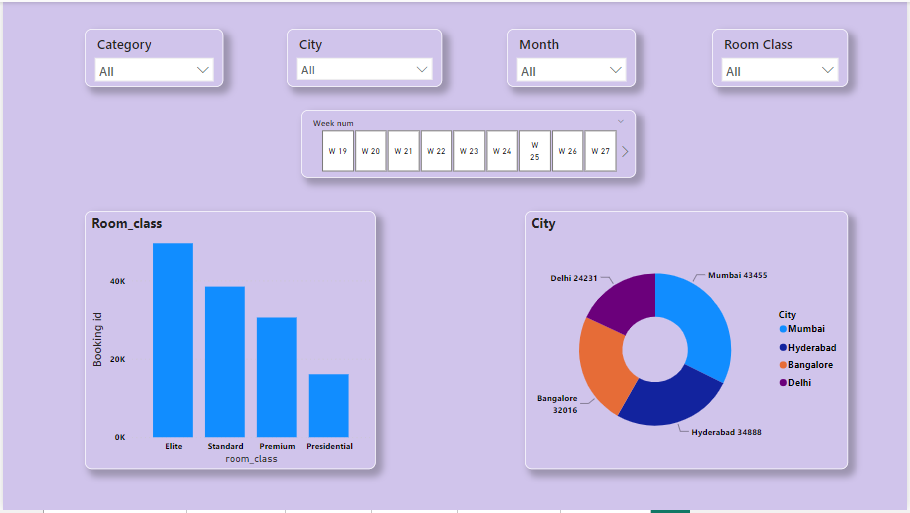 Category
All
City
All
Month
All
Room Class
All
Week num
W 19
W 20
W 21
W 22
W 23
W 24
W
25
W 26
W 27
Room_class
Booking id
40K
20K
0K
Elite
Standard
Premium
Presidential
room_class
City
Delhi 24231
Mumbai 43455
Bangalore
32016
Hyderabad 34888
City
Mumbai
Hyderabad
Bangalore
Delhi